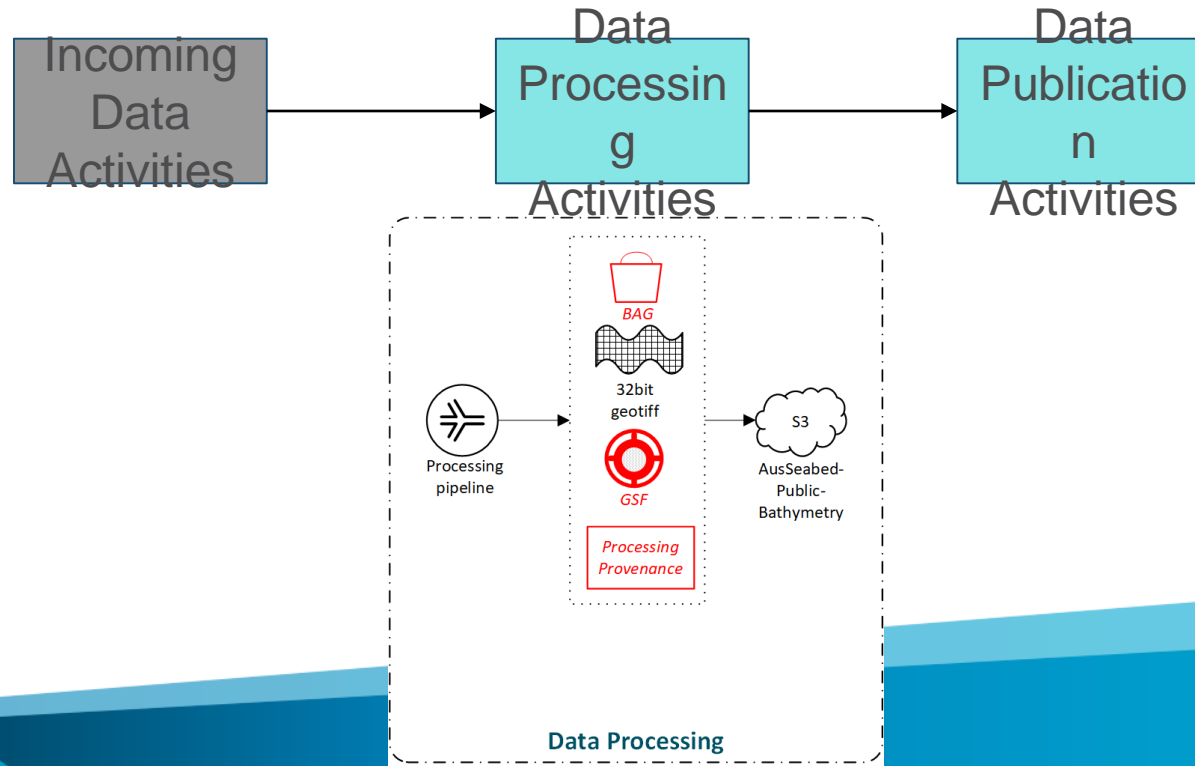 Incoming
Data
Activities
Data
Processin
g
Activities
Data
Publicatio
n
Activities
BAG
32bit
geotiff
GSF
Processing
Provenance
Processing
pipeline
S3
AusSeabed-
Public-
Bathymetry
Data Processing